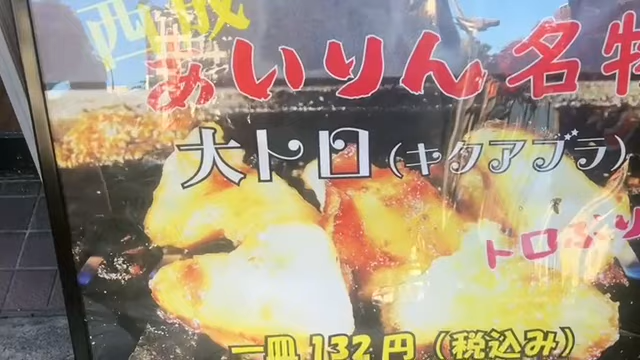 西成
あいりん名物
大トロ(キクアブラ)
トロ
一皿 132円(税込み)